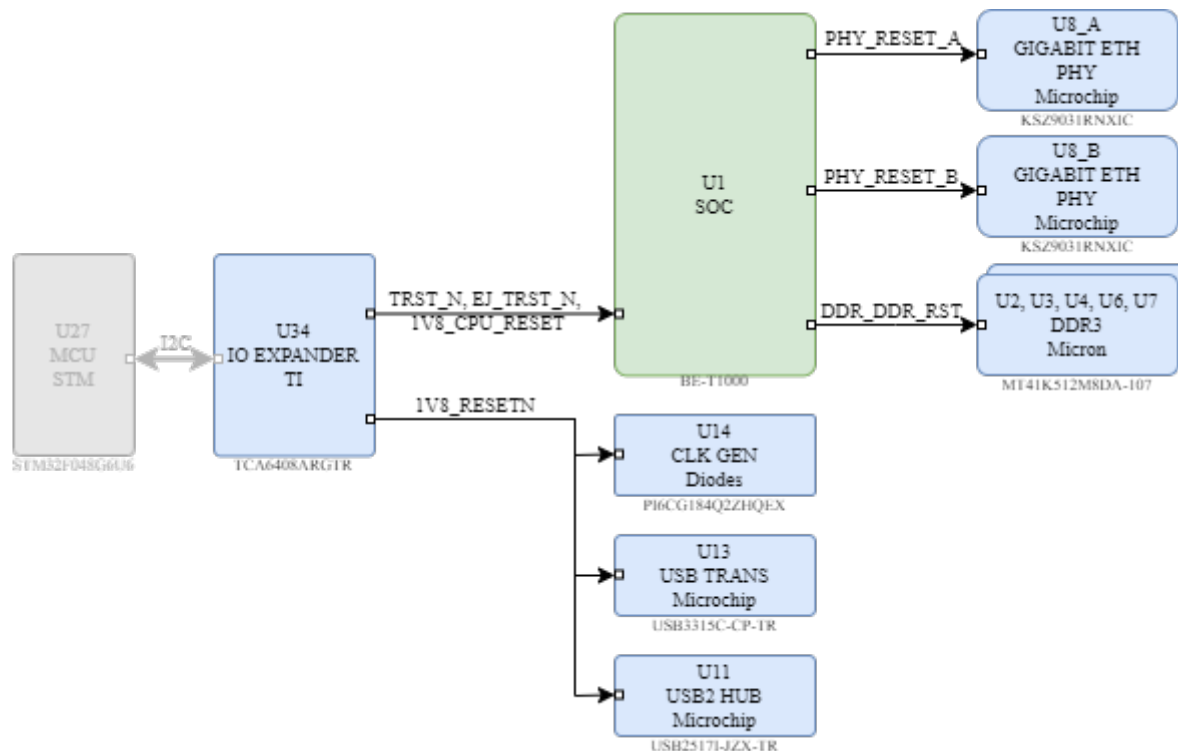 PHY_RESET_A
U8_A
GIGABIT ETH
PHY
Microchip
KSZ9031RNXIC
U1
SOC
PHY_RESET_B
U8_B
GIGABIT ETH
PHY
Microchip
KSZ9031RNXIC
U27
MCU
STM
STM32F048G6U6
I2C
U34
IO EXPANDER
TI
TCA6408ARGTR
TRST_N, EJ_TRST_N,
1V8_CPU_RESET
BE-T1000
DDR_DDR_RST
U2, U3, U4, U6, U7
DDR3
Micron
MT41K512M8DA-107
1V8_RESETN
U14
CLK GEN
Diodes
PI6CG184Q2ZHQEX
U13
USB TRANS
Microchip
USB3315C-CP-TR
U11
USB2 HUB
Microchip
USB2517I-JZX-TR